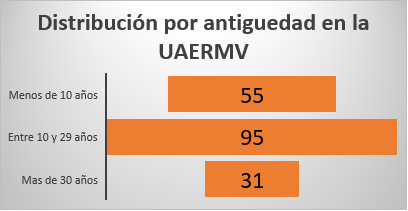 Distribución por antiguedad en la
UAERMV
Menos de 10 años
55
Entre 10 y 29 años
95
Mas de 30 años
31